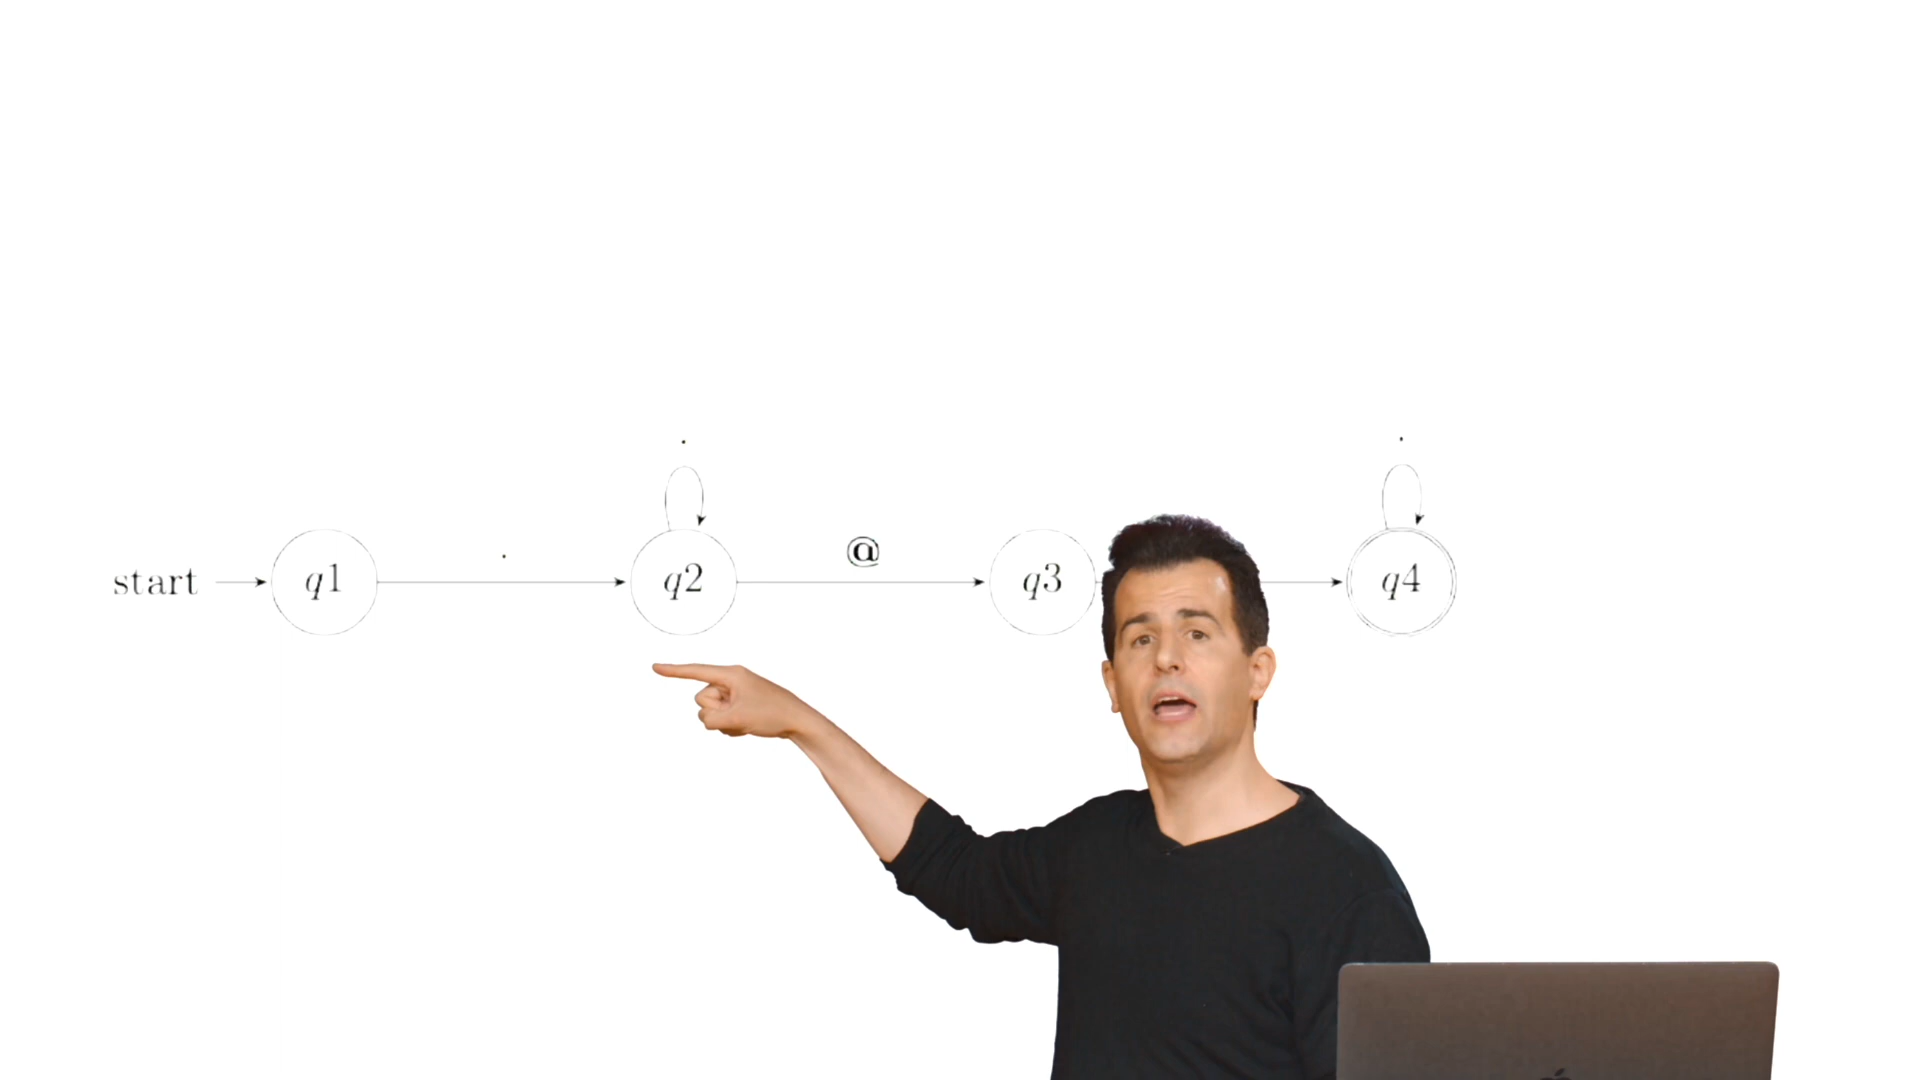 . .
. @
start q1 q2 q3 q4